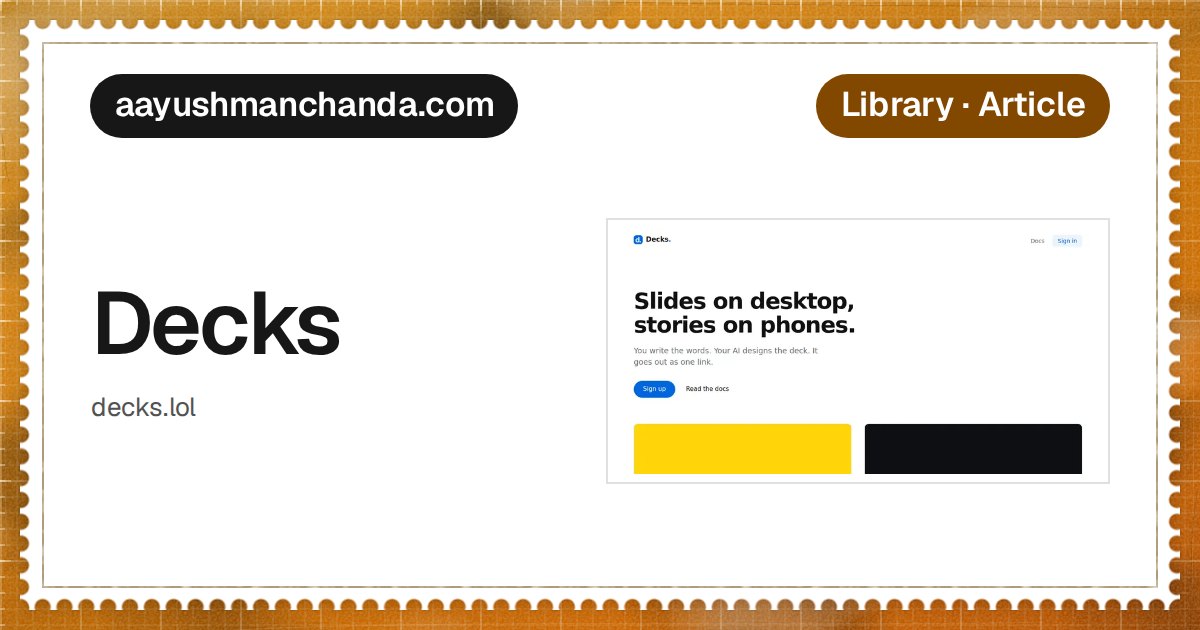 aayushmanchanda.com
Library · Article
Decks
decks.lol
d. Decks.
Docs
Sign in
Slides on desktop,
stories on phones.
You write the words. Your AI designs the deck. It
goes out as one link.
Sign up
Read the docs